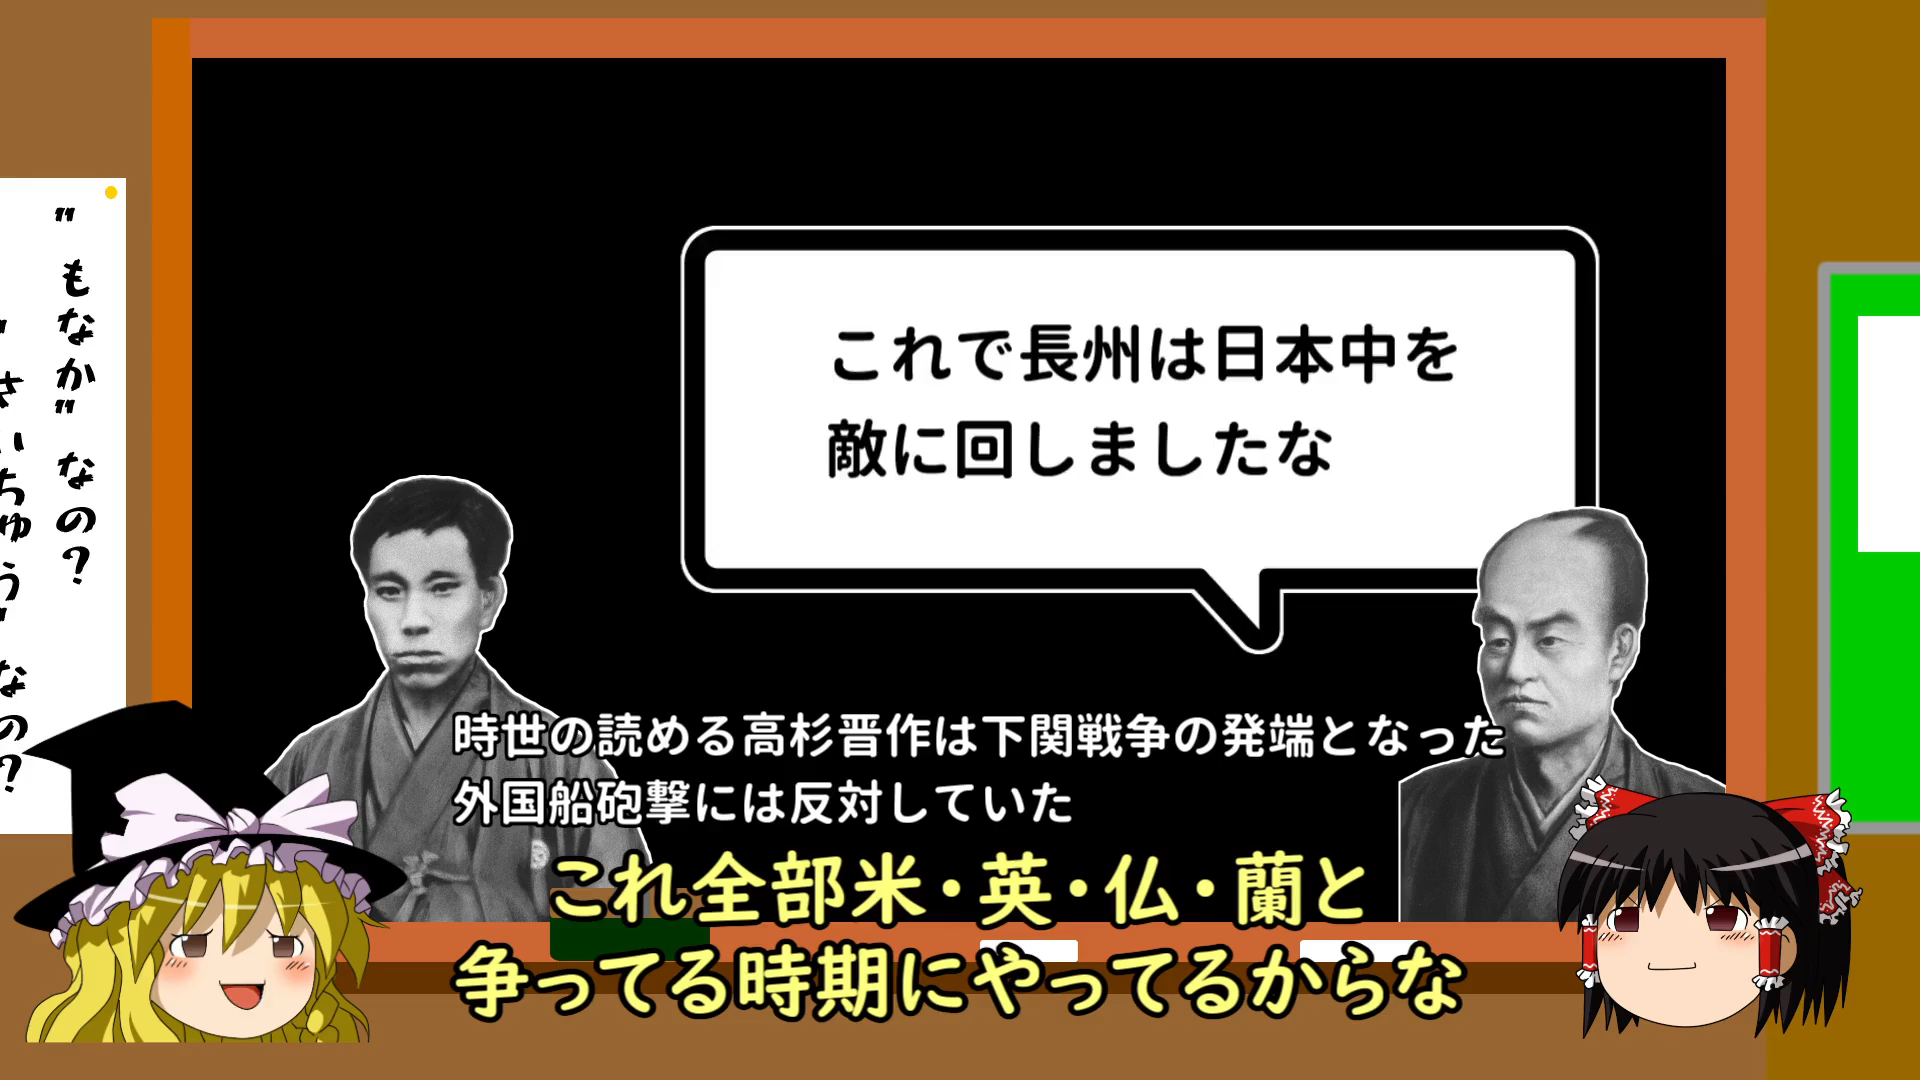 これで長州は日本中を
敵に回しましたな
時世の読める高杉晋作は下関戦争の発端となった
外国船砲撃には反対していた
これ全部米・英・仏・蘭と
争ってる時期にやってるからな
"もなか"なの?
"さいちゅう"なの?